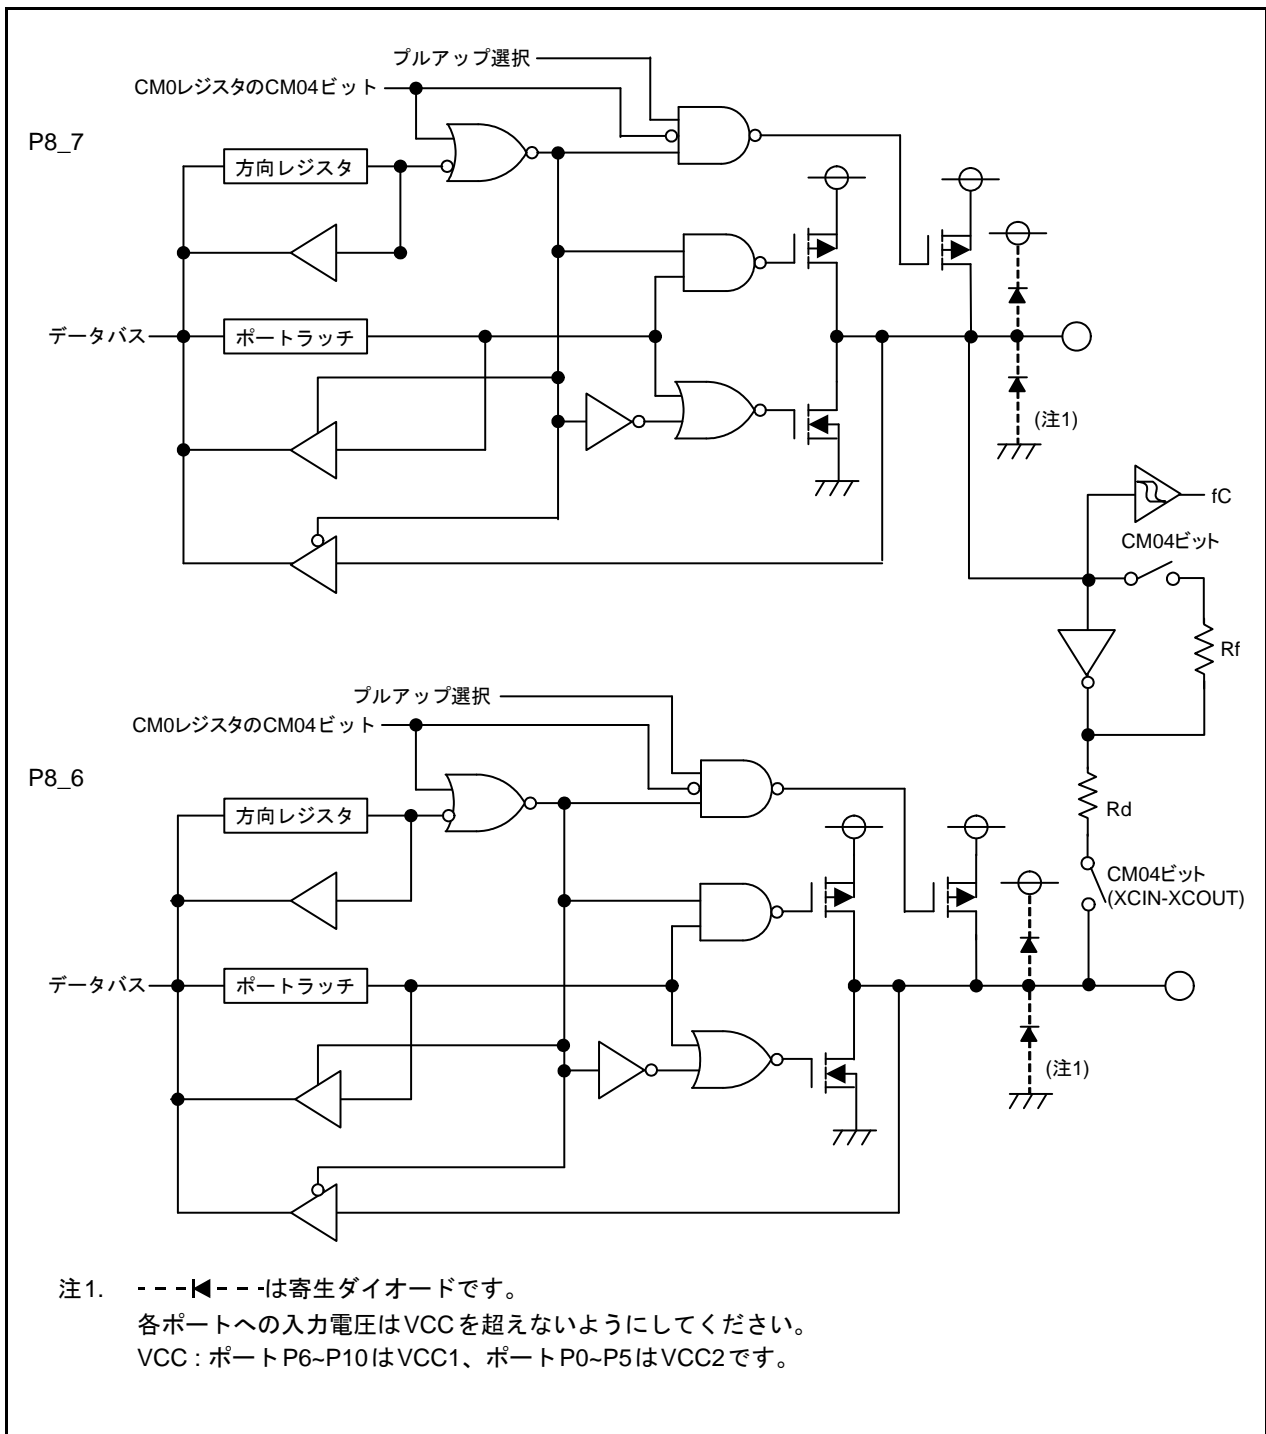 プルアップ選択
CM0レジスタのCM04ビット
P8_7
方向レジスタ
データバス
ポートラッチ
(注1)
fC
CM04ビット
Rf
プルアップ選択
CM0レジスタのCM04ビット
P8_6
方向レジスタ
Rd
CM04ビット
(XCIN-XCOUT)
データバス
ポートラッチ
(注1)
注1. は寄生ダイオードです。
各ポートへの入力電圧はVCCを超えないようにしてください。
VCC : ポートP6~P10はVCC1、ポートP0~P5はVCC2です。